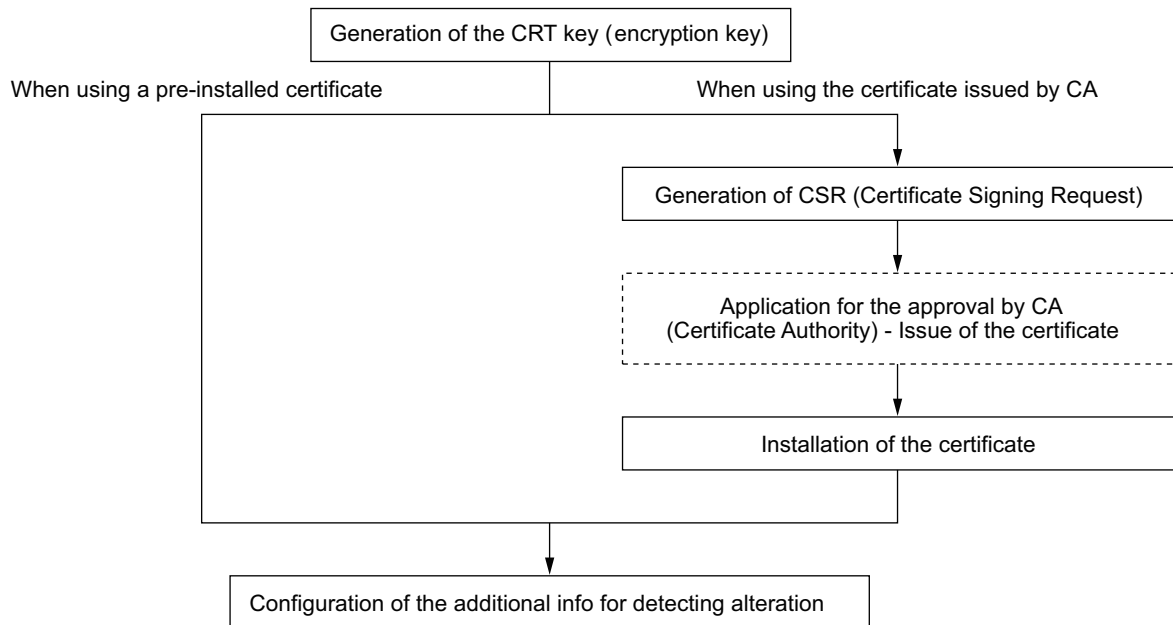 Generation of the CRT key (encryption key)
When using a pre-installed certificate
When using the certificate issued by CA
Generation of CSR (Certificate Signing Request)
Application for the approval by CA
(Certificate Authority) - Issue of the certificate
Installation of the certificate
Configuration of the additional info for detecting alteration